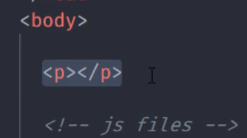 <body>
<p></p>
<!-- js files -->